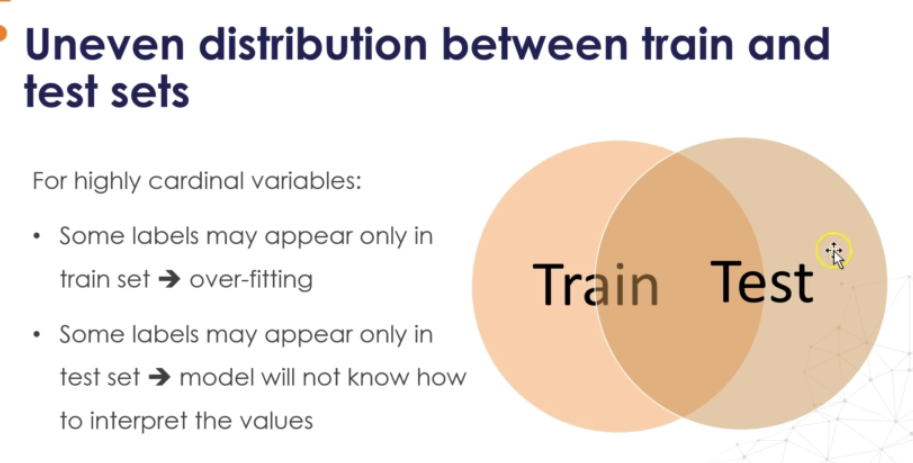 Uneven distribution between train and
test sets
For highly cardinal variables:
• Some labels may appear only in
train set ➔ over-fitting
• Some labels may appear only in
test set ➔ model will not know how
to interpret the values
Train
Test